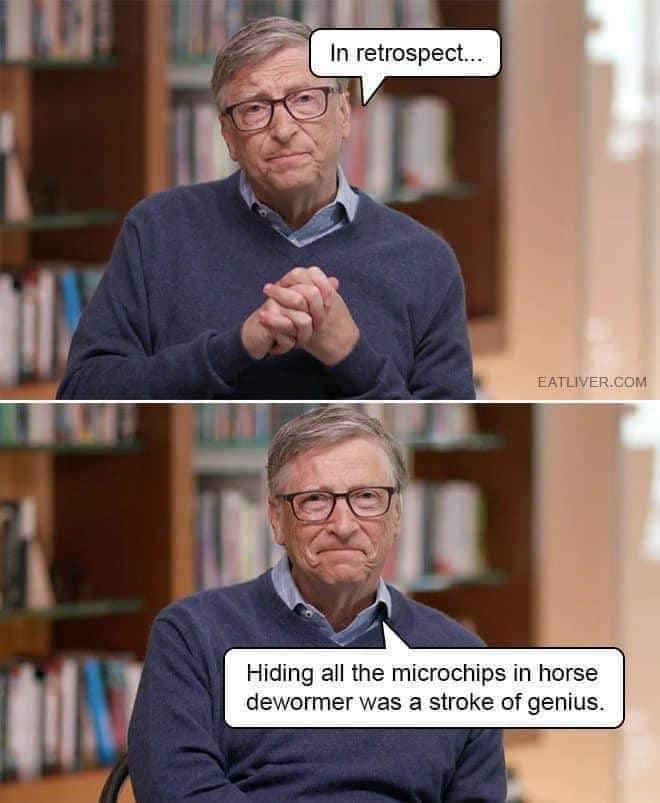 In retrospect...
EATLIVER.COM
Hiding all the microchips in horse
dewormer was a stroke of genius.